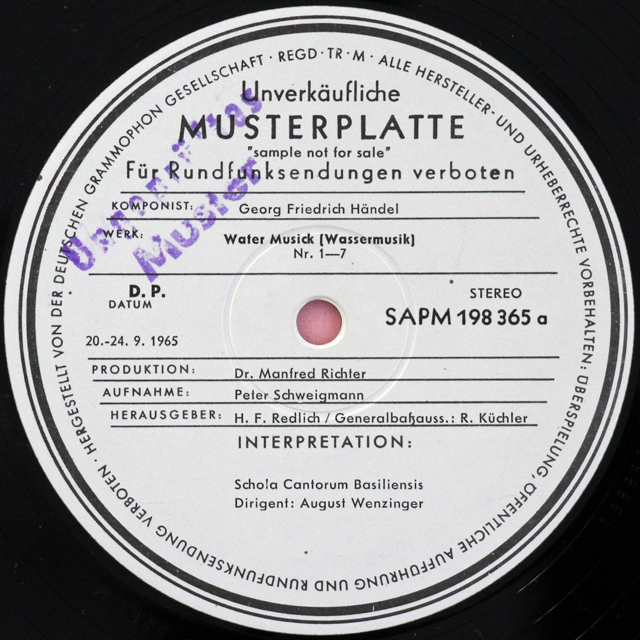 HERGESTELLT VON DER DEUTSCHEN GRAMMOPHON GESELLSCHAFT · REGD · TR · M · ALLE HERSTELLER- UND URHEBERRECHTE VORBEHALTEN: ÜBERSPIELUNG, ÖFFENTLICHE AUFFÜHRUNG UND RUNDFUNKSENDUNG VERBOTEN ·
Unverkäufliche
MUSTERPLATTE
"sample not for sale"
Für Rundfunksendungen verboten
Muster
KOMPONIST: Georg Friedrich Händel
WERK: Water Musick (Wassermusik)
Nr. 1—7
D. P.
DATUM
STEREO
SAPM 198 365 a
20.-24. 9. 1965
PRODUKTION: Dr. Manfred Richter
AUFNAHME: Peter Schweigmann
HERAUSGEBER: H. F. Redlich / Generalbaßauss.: R. Küchler
INTERPRETATION:
Schola Cantorum Basiliensis
Dirigent: August Wenzinger